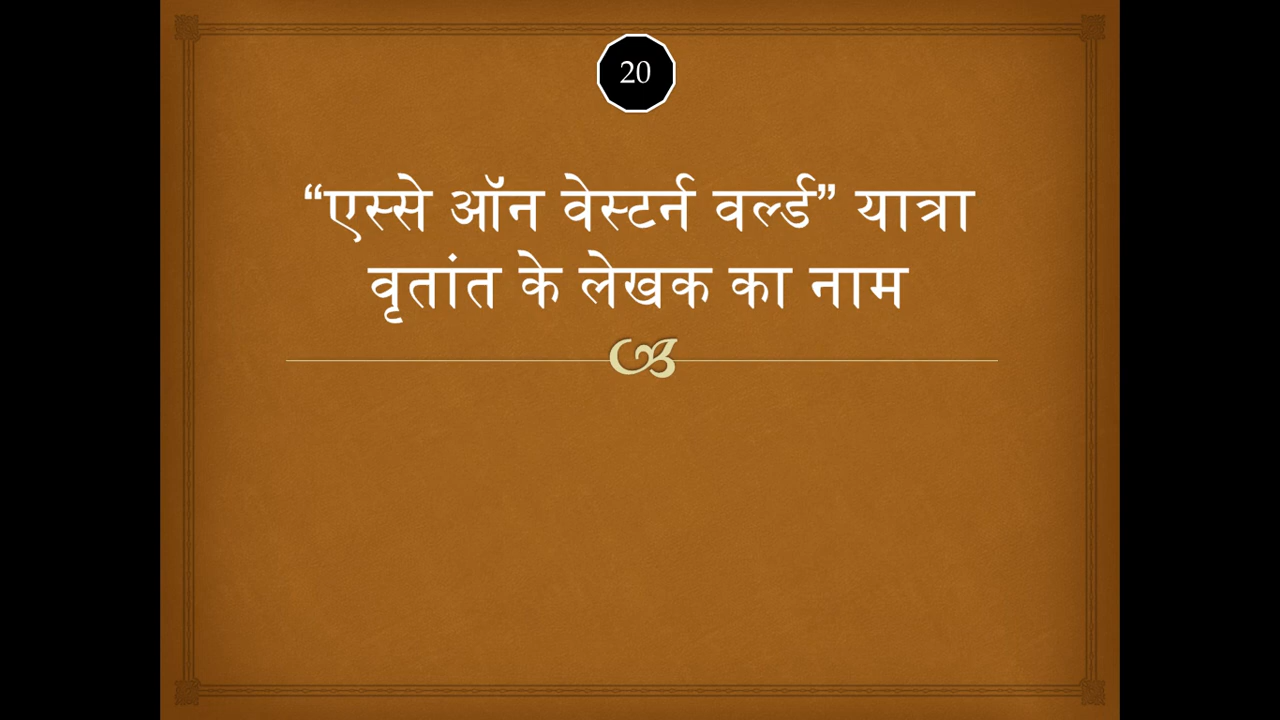 20
“एस्से ऑन वेस्टर्न वर्ल्ड” यात्रा
वृतांत के लेखक का नाम